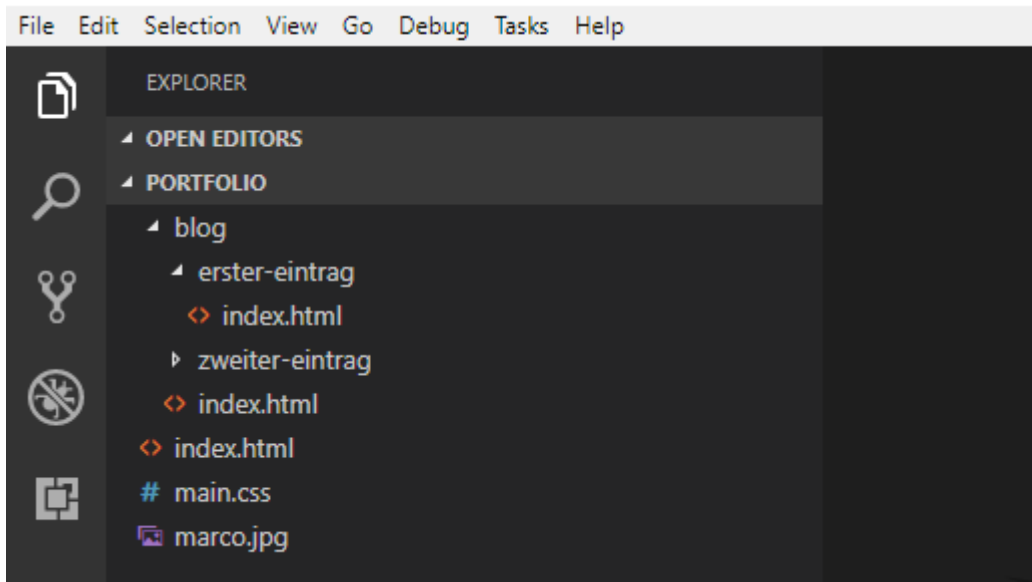 File Edit Selection View Go Debug Tasks Help
EXPLORER
OPEN EDITORS
PORTFOLIO
blog
erster-eintrag
<> index.html
zweiter-eintrag
<> index.html
<> index.html
# main.css
marco.jpg